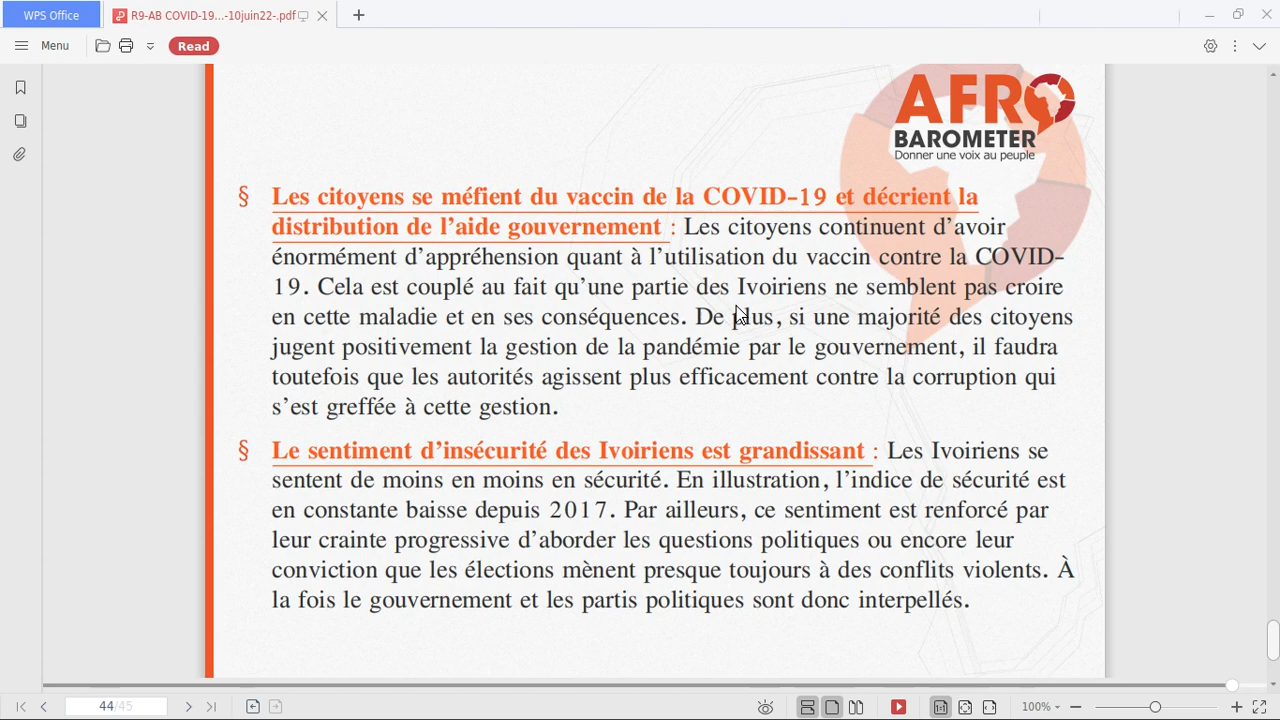 WPS Office
R9-AB COVID-19...-10juin22-.pdf
Menu
Read
AFRO
BAROMETER
Donner une voix au peuple
§ Les citoyens se méfient du vaccin de la COVID-19 et décrient la
distribution de l’aide gouvernement : Les citoyens continuent d’avoir
énormément d’appréhension quant à l’utilisation du vaccin contre la COVID-
19. Cela est couplé au fait qu’une partie des Ivoiriens ne semblent pas croire
en cette maladie et en ses conséquences. De plus, si une majorité des citoyens
jugent positivement la gestion de la pandémie par le gouvernement, il faudra
toutefois que les autorités agissent plus efficacement contre la corruption qui
s’est greffée à cette gestion.
§ Le sentiment d’insécurité des Ivoiriens est grandissant : Les Ivoiriens se
sentent de moins en moins en sécurité. En illustration, l’indice de sécurité est
en constante baisse depuis 2017. Par ailleurs, ce sentiment est renforcé par
leur crainte progressive d’aborder les questions politiques ou encore leur
conviction que les élections mènent presque toujours à des conflits violents. À
la fois le gouvernement et les partis politiques sont donc interpellés.
44/45
100%